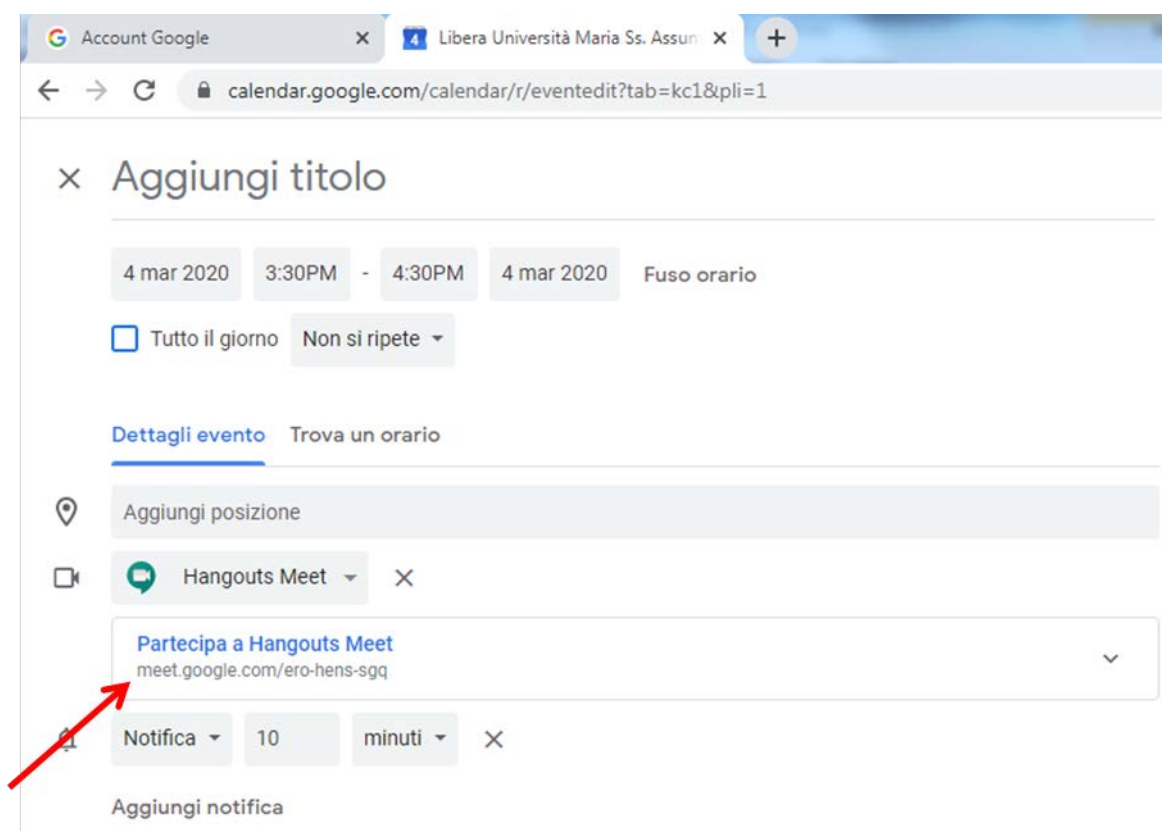 Account Google Libera Università Maria Ss. Assun
calendar.google.com/calendar/r/eventedit?tab=kc1&pli=1
Aggiungi titolo
4 mar 2020 3:30PM - 4:30PM 4 mar 2020 Fuso orario
Tutto il giorno Non si ripete
Dettagli evento Trova un orario
Aggiungi posizione
Hangouts Meet
Partecipa a Hangouts Meet
meet.google.com/ero-hens-sgq
Notifica 10 minuti
Aggiungi notifica